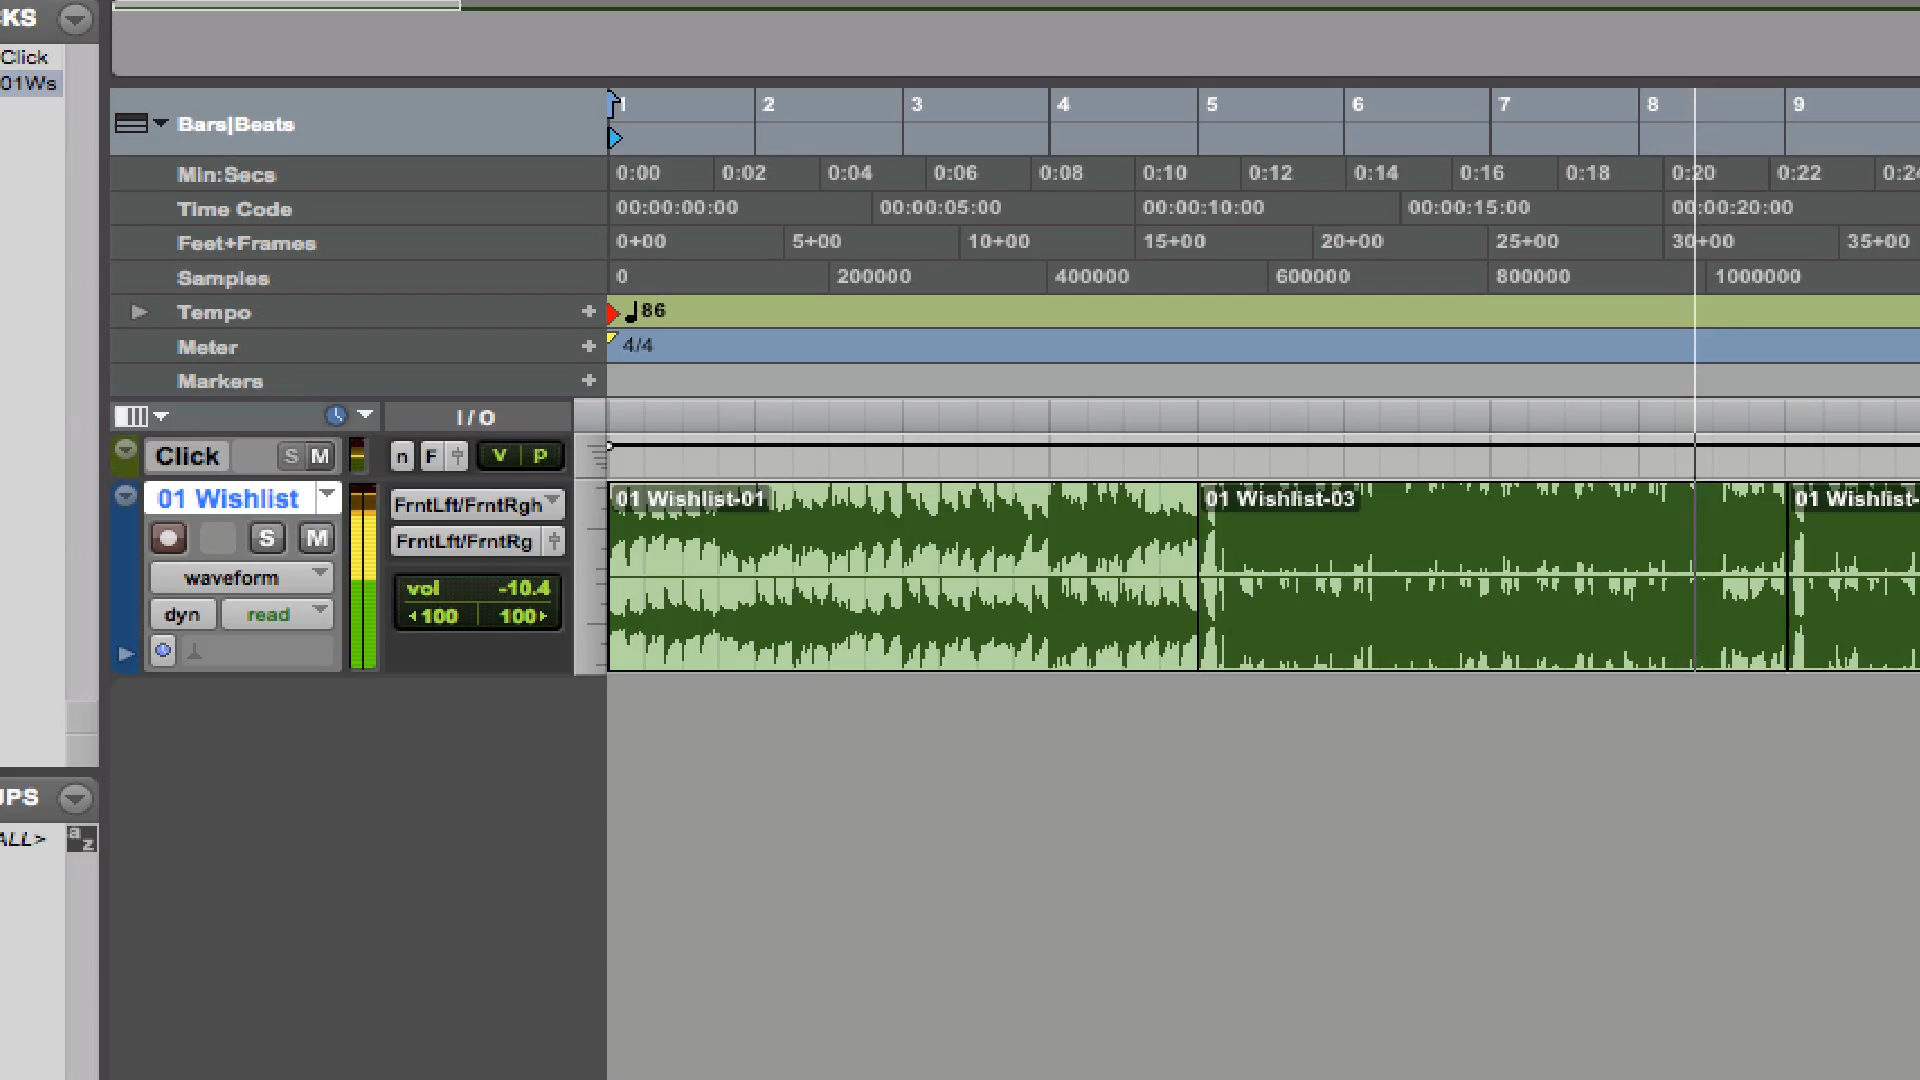 CKS
Click
01Ws
Bars|Beats 1 2 3 4 5 6 7 8 9
Min:Secs 0:00 0:02 0:04 0:06 0:08 0:10 0:12 0:14 0:16 0:18 0:20 0:22 0:24
Time Code 00:00:00:00 00:00:05:00 00:00:10:00 00:00:15:00 00:00:20:00
Feet+Frames 0+00 5+00 10+00 15+00 20+00 25+00 30+00 35+00
Samples 0 200000 400000 600000 800000 1000000
Tempo + 86
Meter + 4/4
Markers +
I / O
Click S M n F V P
01 Wishlist FrntLft/FrntRgh 01 Wishlist-01 01 Wishlist-03 01 Wishlist-
S M FrntLft/FrntRg
waveform vol -10.4
dyn read 100 100
UPS
ALL> a z